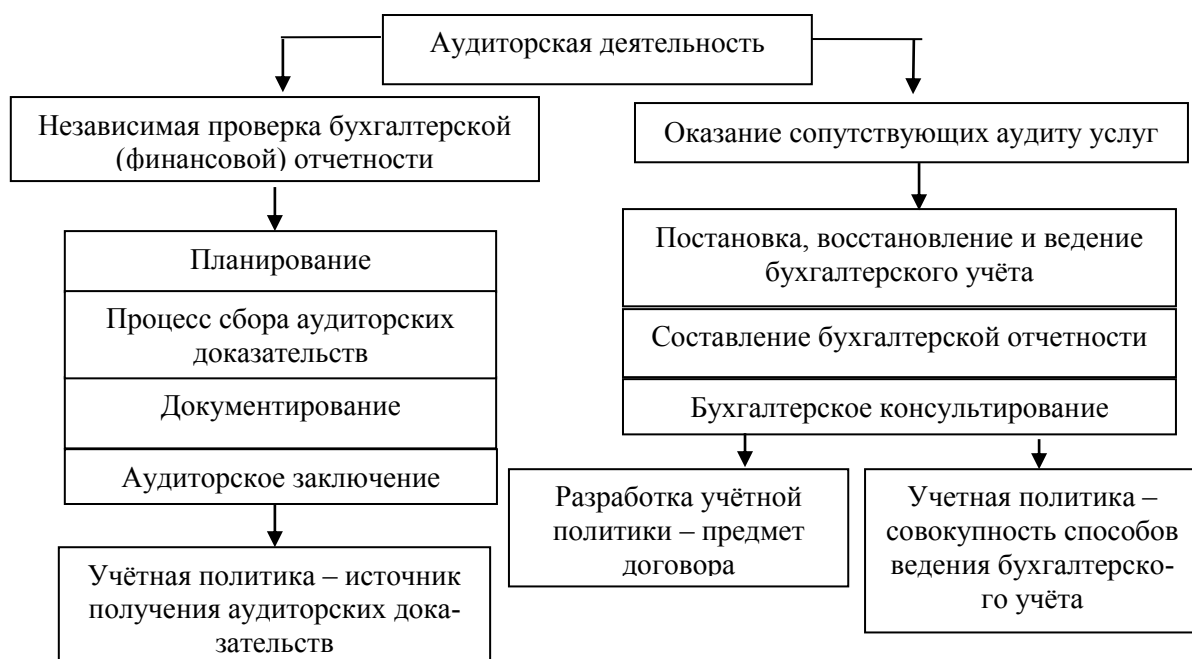 Аудиторская деятельность
Независимая проверка бухгалтерской
(финансовой) отчетности
Оказание сопутствующих аудиту услуг
Планирование
Процесс сбора аудиторских
доказательств
Документирование
Аудиторское заключение
Учётная политика – источник
получения аудиторских дока-
зательств
Постановка, восстановление и ведение
бухгалтерского учёта
Составление бухгалтерской отчетности
Бухгалтерское консультирование
Разработка учётной
политики – предмет
договора
Учетная политика –
совокупность способов
ведения бухгалтерско-
го учёта